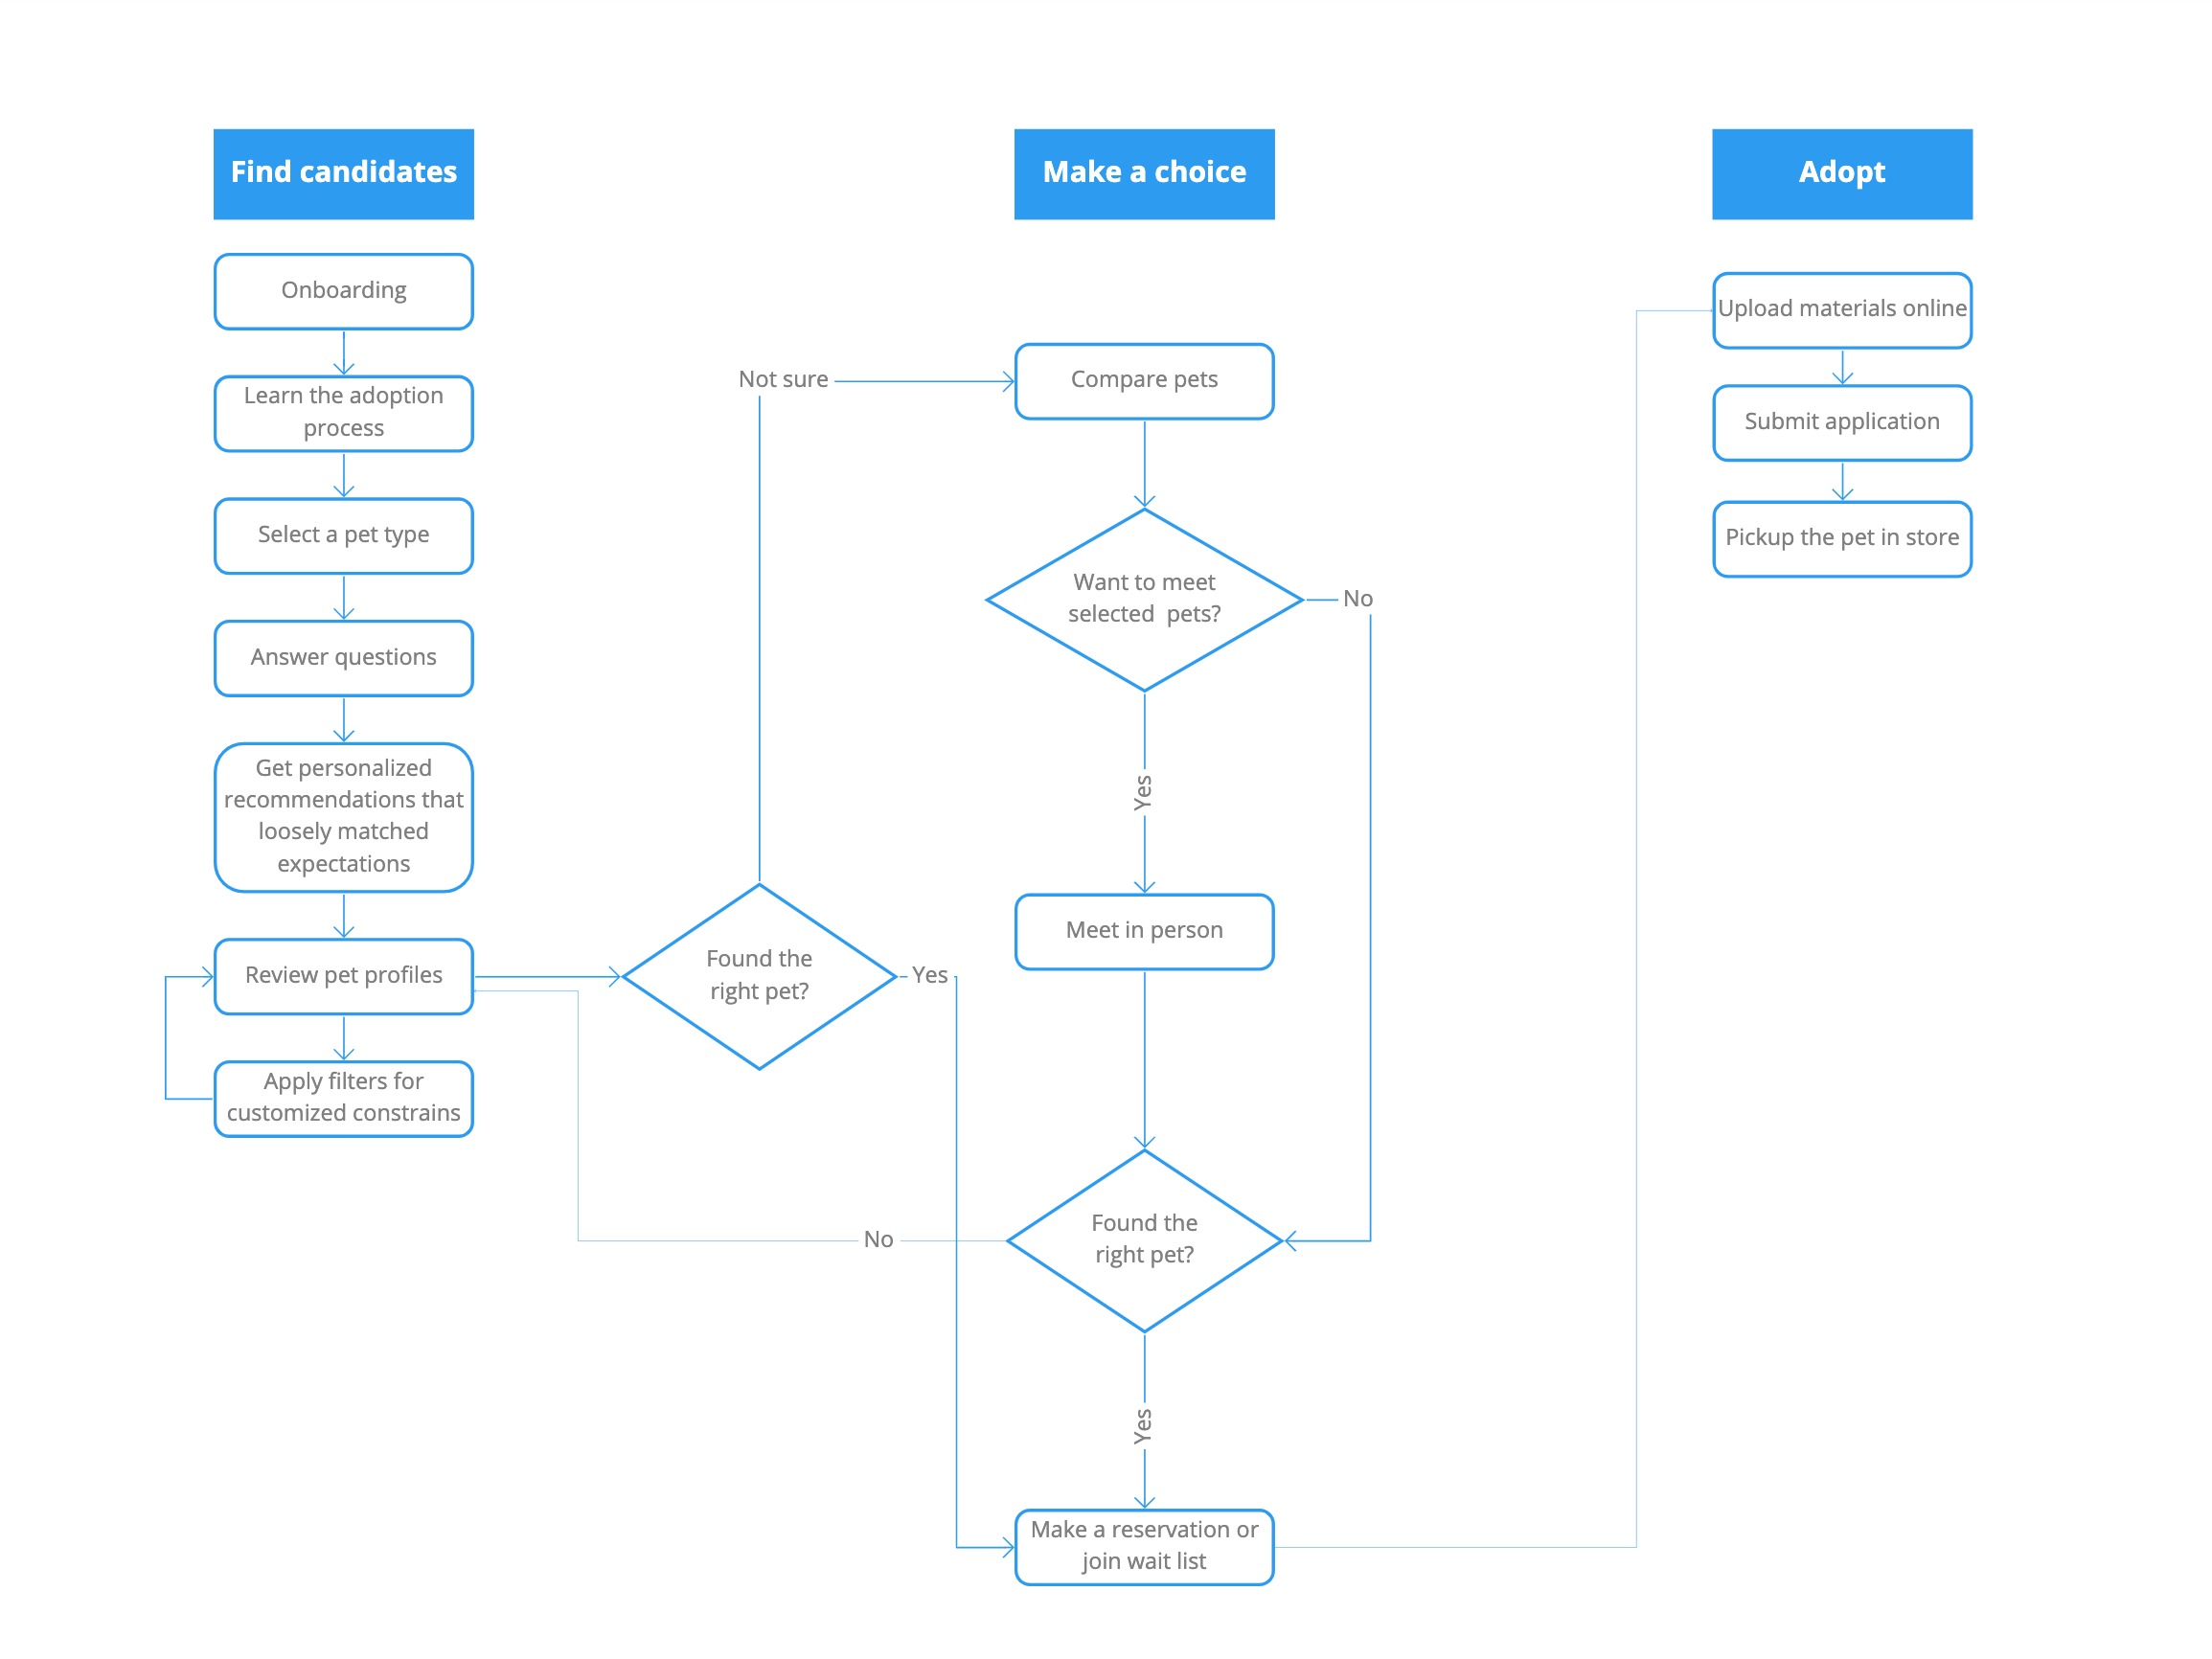 Find candidates
Onboarding
Learn the adoption
process
Select a pet type
Answer questions
Get personalized
recommendations that
loosely matched
expectations
Review pet profiles
Apply filters for
customized constrains
Found the
right pet?
Not sure
Yes
No
Make a choice
Compare pets
Want to meet
selected  pets?
No
Yes
Meet in person
Found the
right pet?
Yes
Make a reservation or
join wait list
Adopt
Upload materials online
Submit application
Pickup the pet in store